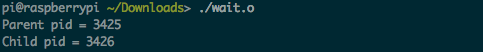 pi@raspberrypi ~/Downloads> ./wait.o
Parent pid = 3425
Child pid = 3426